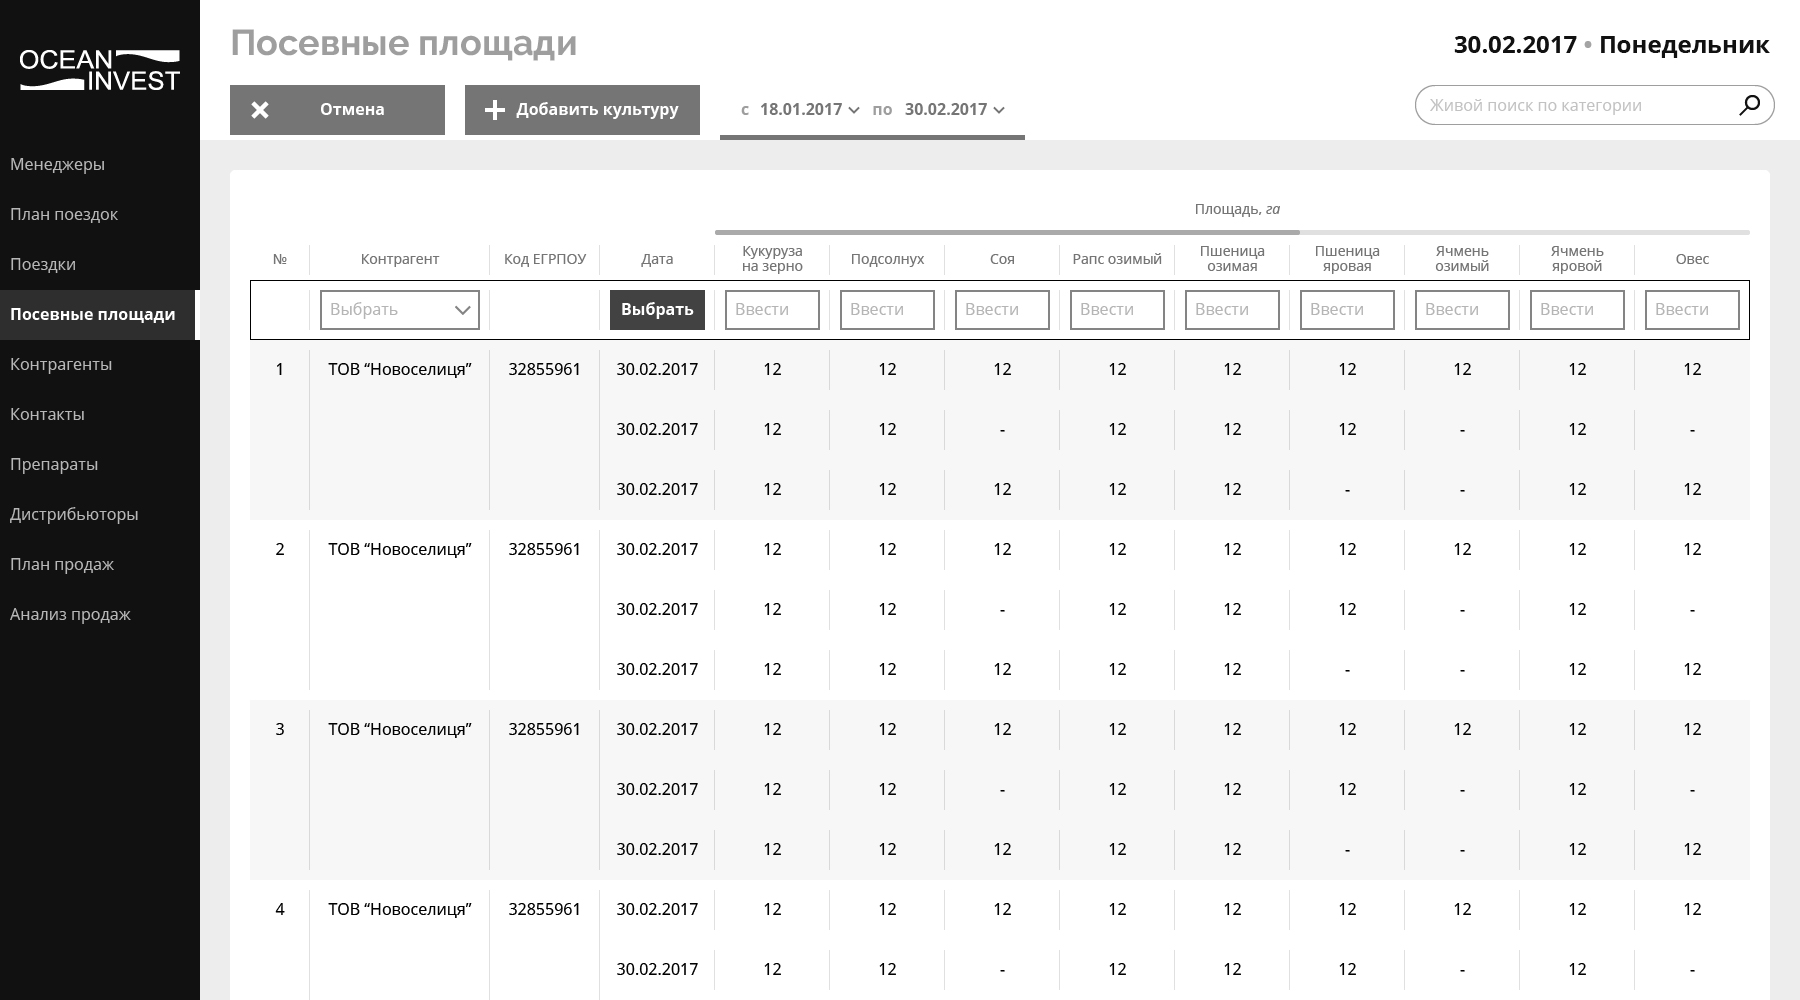 OCEAN
INVEST
Менеджеры
План поездок
Поездки
Посевные площади
Контрагенты
Контакты
Препараты
Дистрибьюторы
План продаж
Анализ продаж
Посевные площади
30.02.2017 • Понедельник
Отмена
Добавить культуру
с 18.01.2017 по 30.02.2017
Живой поиск по категории
Площадь, га
№ Контрагент Код ЕГРПОУ Дата Кукуруза на зерно Подсолнух Соя Рапс озимый Пшеница озимая Пшеница яровая Ячмень озимый Ячмень яровой Овес
Выбрать Выбрать Ввести Ввести Ввести Ввести Ввести Ввести Ввести Ввести Ввести
1 ТОВ “Новоселиця” 32855961 30.02.2017 12 12 12 12 12 12 12 12 12
30.02.2017 12 12 - 12 12 12 - 12 -
30.02.2017 12 12 12 12 12 - - 12 12
2 ТОВ “Новоселиця” 32855961 30.02.2017 12 12 12 12 12 12 12 12 12
30.02.2017 12 12 - 12 12 12 - 12 -
30.02.2017 12 12 12 12 12 - - 12 12
3 ТОВ “Новоселиця” 32855961 30.02.2017 12 12 12 12 12 12 12 12 12
30.02.2017 12 12 - 12 12 12 - 12 -
30.02.2017 12 12 12 12 12 - - 12 12
4 ТОВ “Новоселиця” 32855961 30.02.2017 12 12 12 12 12 12 12 12 12
30.02.2017 12 12 - 12 12 12 - 12 -